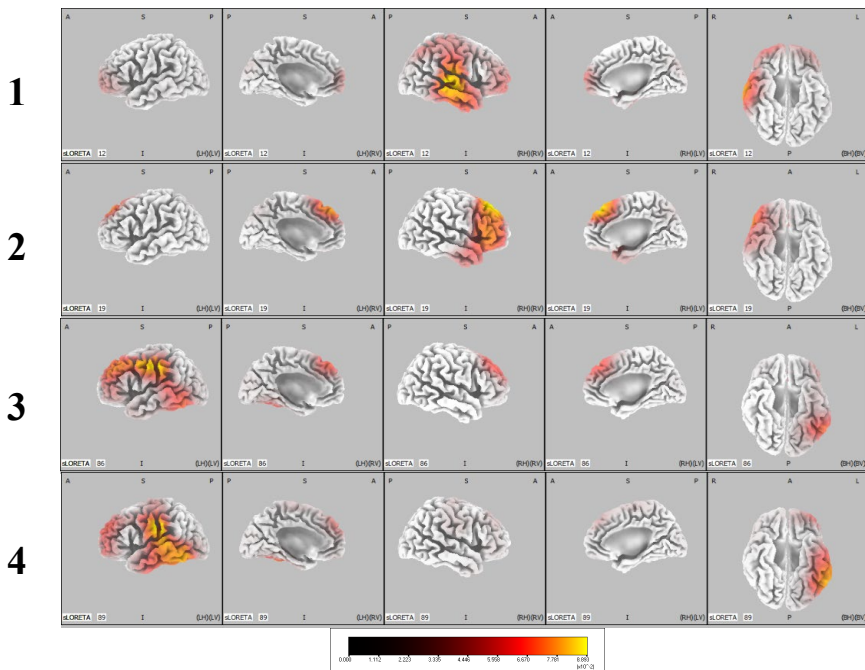 A S P P S A P S A A S P R A L
1
sLORETA 12 I (LH)(LV) sLORETA 12 I (LH)(RV) sLORETA 12 I (RH)(RV) sLORETA 12 I (RH)(LV) sLORETA 12 P (BH)(BV)
A S P P S A P S A A S P R A L
2
sLORETA 19 I (LH)(LV) sLORETA 19 I (LH)(RV) sLORETA 19 I (RH)(RV) sLORETA 19 I (RH)(LV) sLORETA 19 P (BH)(BV)
A S P P S A P S A A S P R A L
3
sLORETA 86 I (LH)(LV) sLORETA 86 I (LH)(RV) sLORETA 86 I (RH)(RV) sLORETA 86 I (RH)(LV) sLORETA 86 P (BH)(BV)
A S P P S A P S A A S P R A L
4
sLORETA 89 I (LH)(LV) sLORETA 89 I (LH)(RV) sLORETA 89 I (RH)(RV) sLORETA 89 I (RH)(LV) sLORETA 89 P (BH)(BV)
0.000 1.112 2.223 3.335 4.446 5.558 6.670 7.781 8.893
(x10^-2)